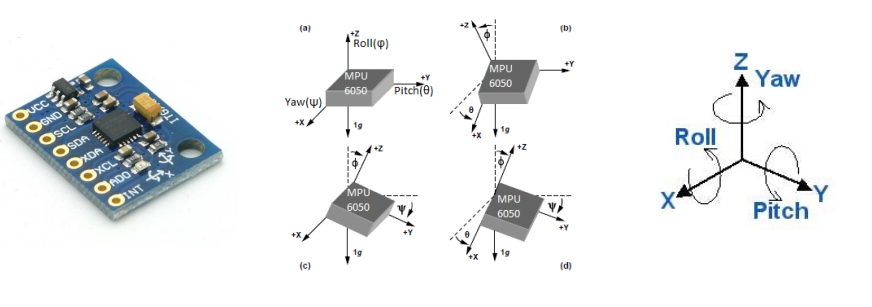 VCC
GND
SCL
SDA
XDA
XCL
ADO
INT
ITG
Y
X
(a)
+Z
Roll(φ)
MPU
6050
+Y
Pitch(θ)
Yaw(ψ)
+X
1g
(b)
+Z
ϕ
MPU
6050
+Y
θ
+X
1g
(c)
+Z
ϕ
MPU
6050
ψ
+Y
+X
1g
(d)
+Z
ϕ
MPU
6050
ψ
+Y
θ
+X
1g
Z
Yaw
Roll
X
Y
Pitch